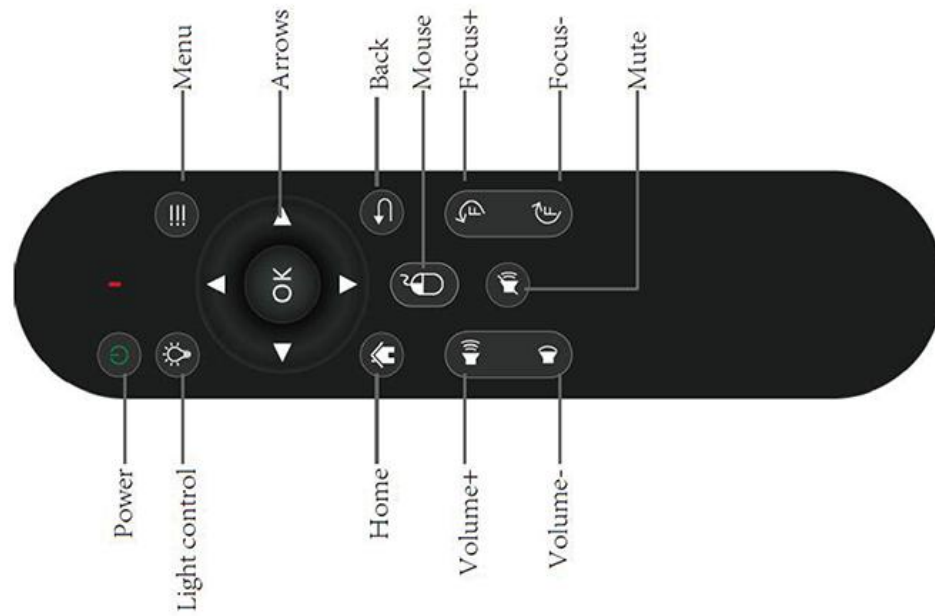 Power
Light control
Home
Volume+
Volume-
Menu
Arrows
Back
Mouse
Focus+
Focus-
Mute
OK
F
F